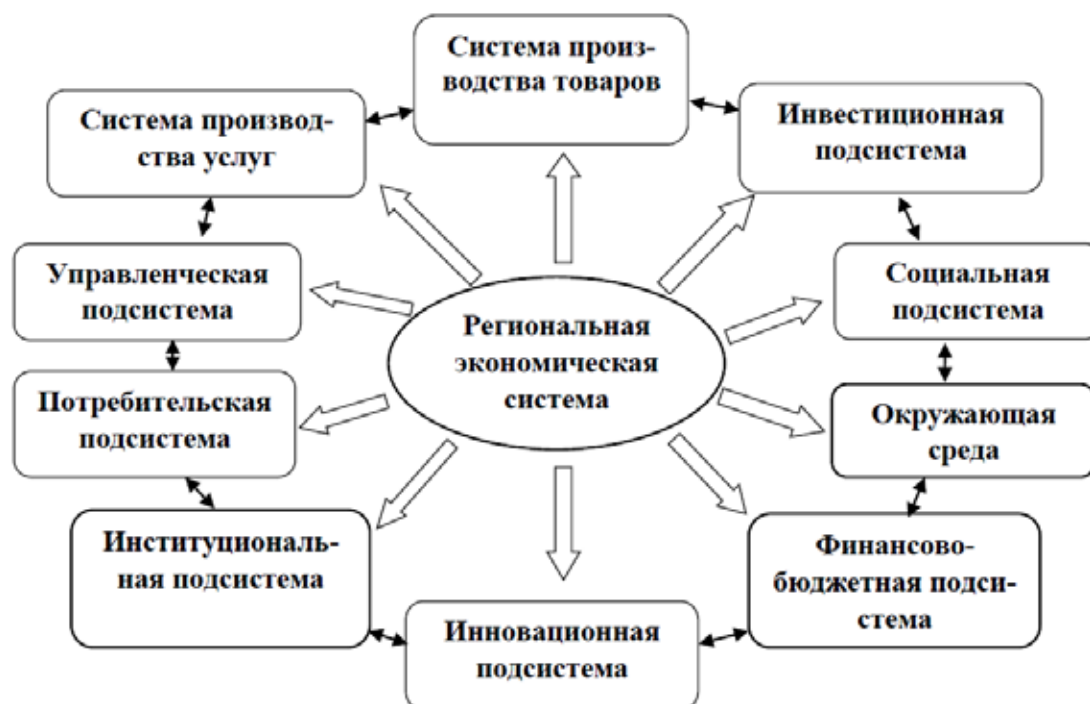 Система произ-
водства товаров
Система производ-
ства услуг
Инвестиционная
подсистема
Управленческая
подсистема
Социальная
подсистема
Региональная
экономическая
система
Потребительская
подсистема
Окружающая
среда
Институциональ-
ная подсистема
Финансово-
бюджетная подси-
стема
Инновационная
подсистема